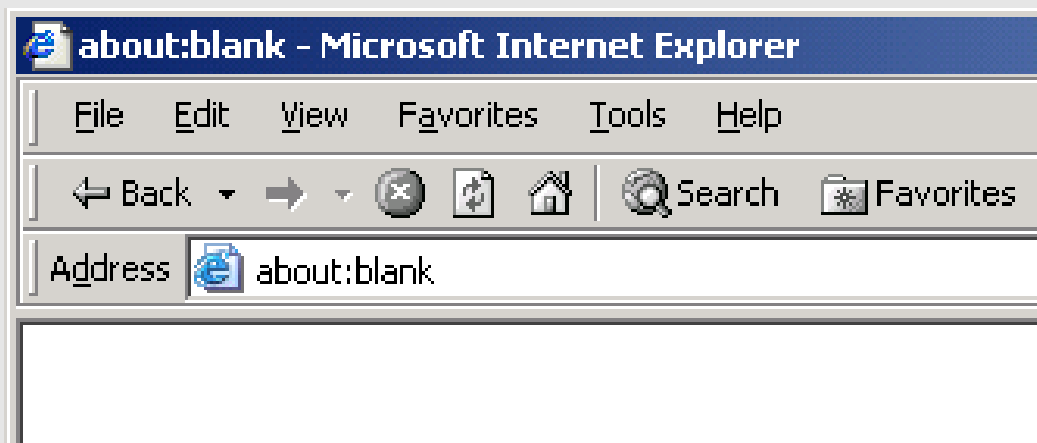 about:blank - Microsoft Internet Explorer
File Edit View Favorites Tools Help
Back Search Favorites
Address about:blank